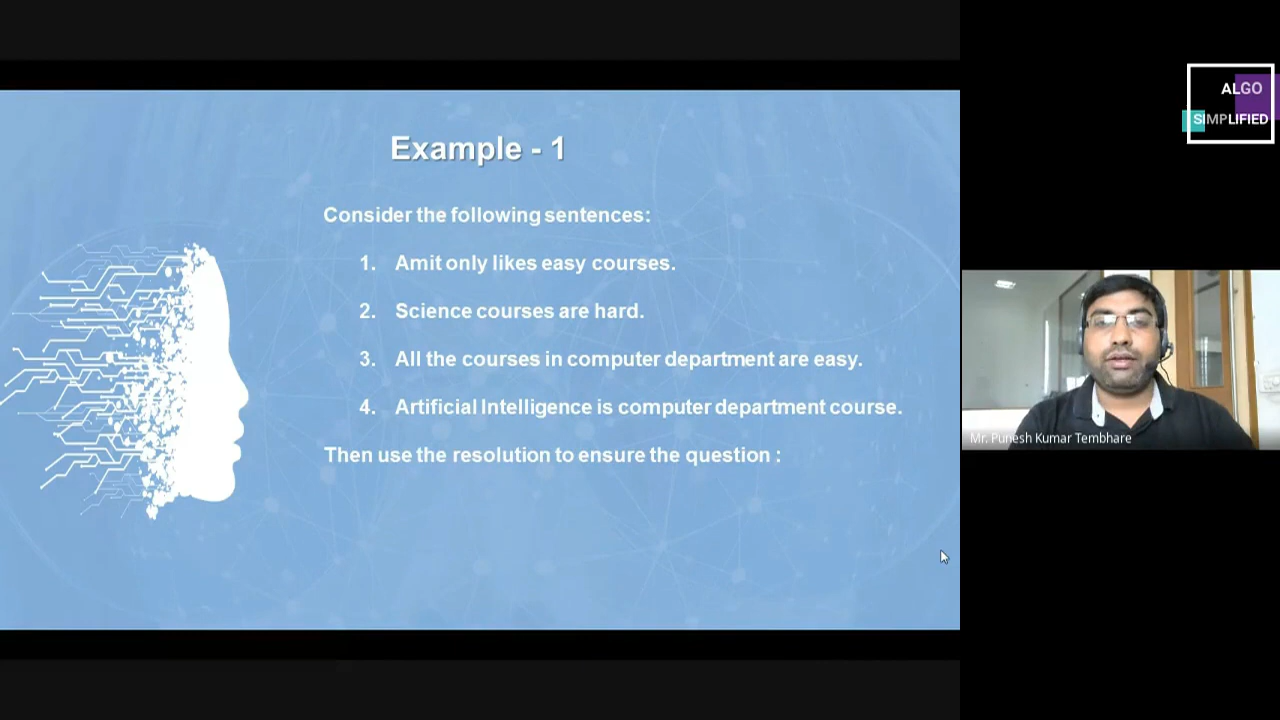 Example - 1
Consider the following sentences:
1. Amit only likes easy courses.
2. Science courses are hard.
3. All the courses in computer department are easy.
4. Artificial Intelligence is computer department course.
Then use the resolution to ensure the question :
ALGO
SIMPLIFIED
Mr. Punesh Kumar Tembhare